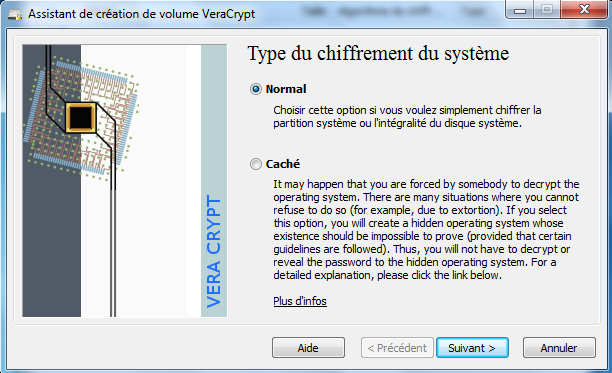 Assistant de création de volume VeraCrypt
Type du chiffrement du système
Normal
Choisir cette option si vous voulez simplement chiffrer la
partition système ou l'intégralité du disque système.
Caché
It may happen that you are forced by somebody to decrypt the
operating system. There are many situations where you cannot
refuse to do so (for example, due to extortion). If you select
this option, you will create a hidden operating system whose
existence should be impossible to prove (provided that certain
guidelines are followed). Thus, you will not have to decrypt or
reveal the password to the hidden operating system. For a
detailed explanation, please click the link below.
Plus d'infos
VERA CRYPT
Aide
< Précédent
Suivant >
Annuler